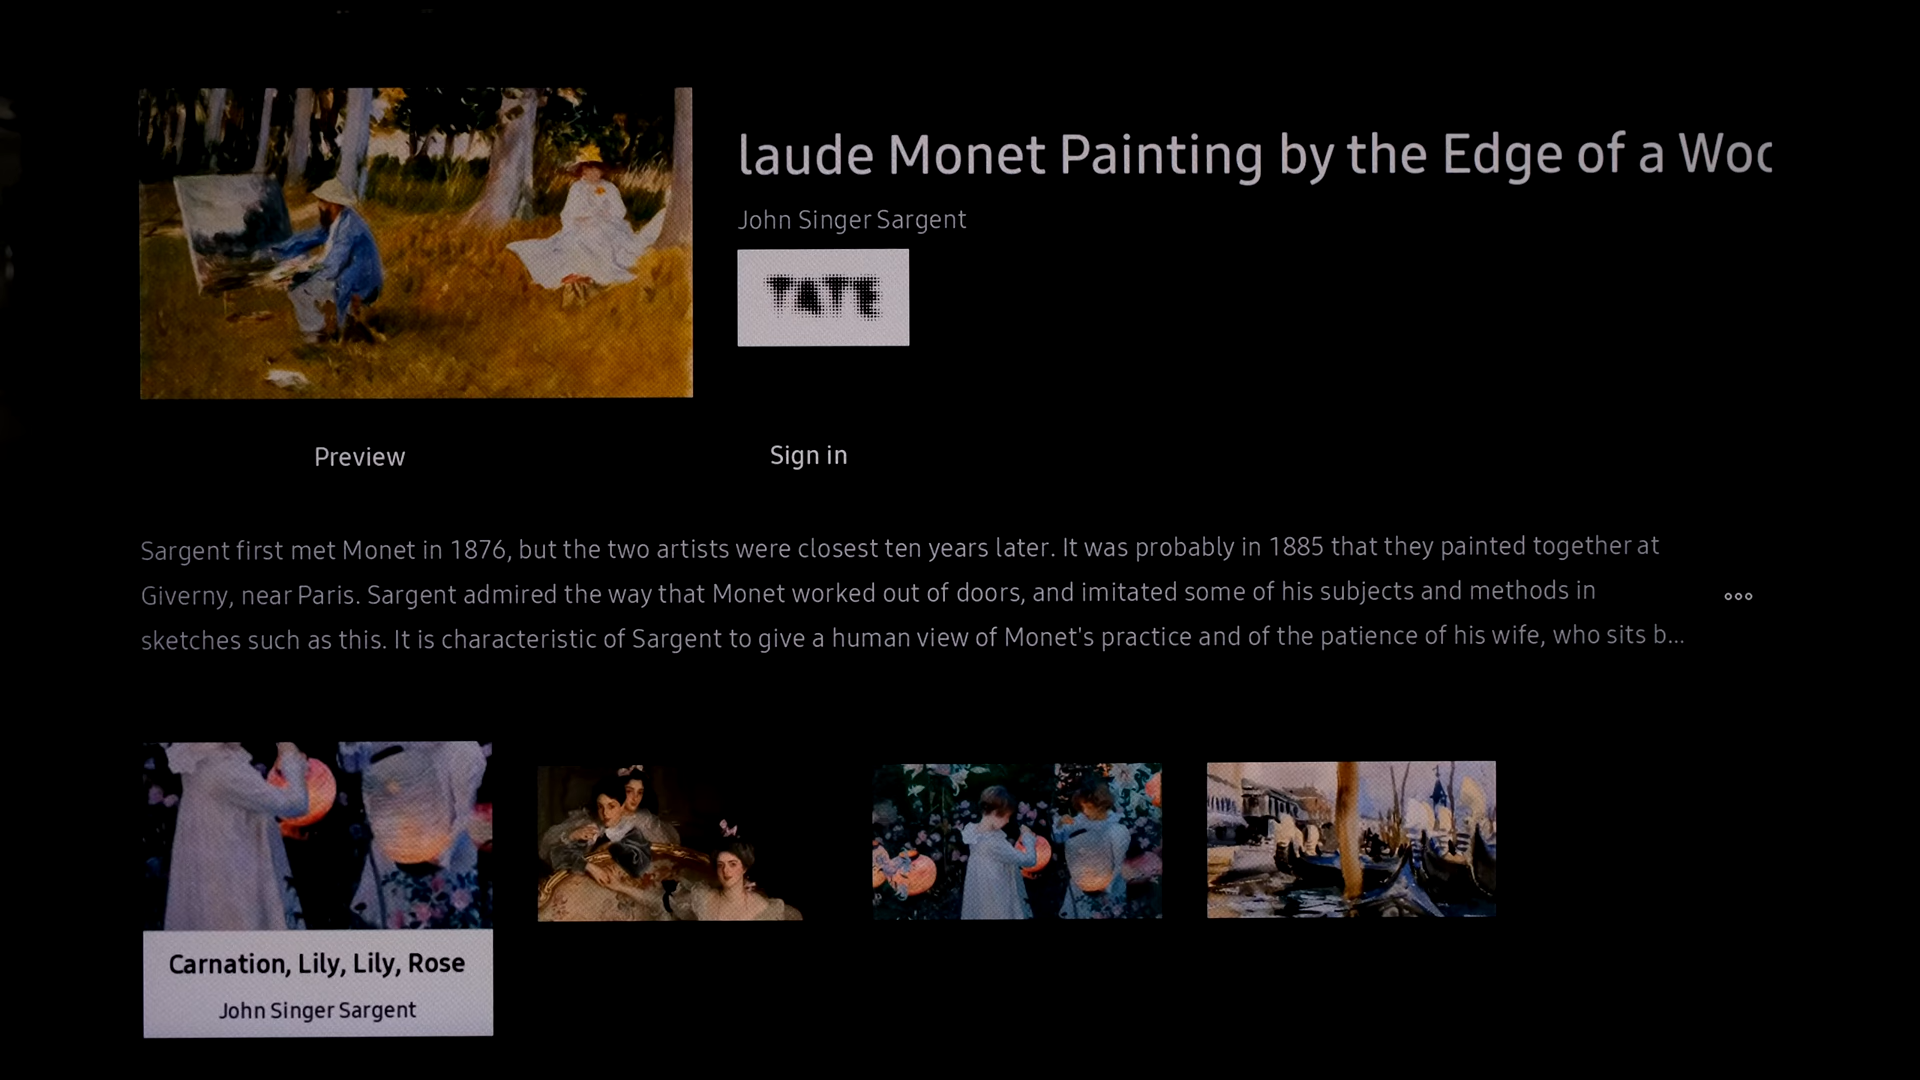 laude Monet Painting by the Edge of a Woo
John Singer Sargent
TATE
Preview
Sign in
Sargent first met Monet in 1876, but the two artists were closest ten years later. It was probably in 1885 that they painted together at
Giverny, near Paris. Sargent admired the way that Monet worked out of doors, and imitated some of his subjects and methods in
sketches such as this. It is characteristic of Sargent to give a human view of Monet's practice and of the patience of his wife, who sits b...
Carnation, Lily, Lily, Rose
John Singer Sargent